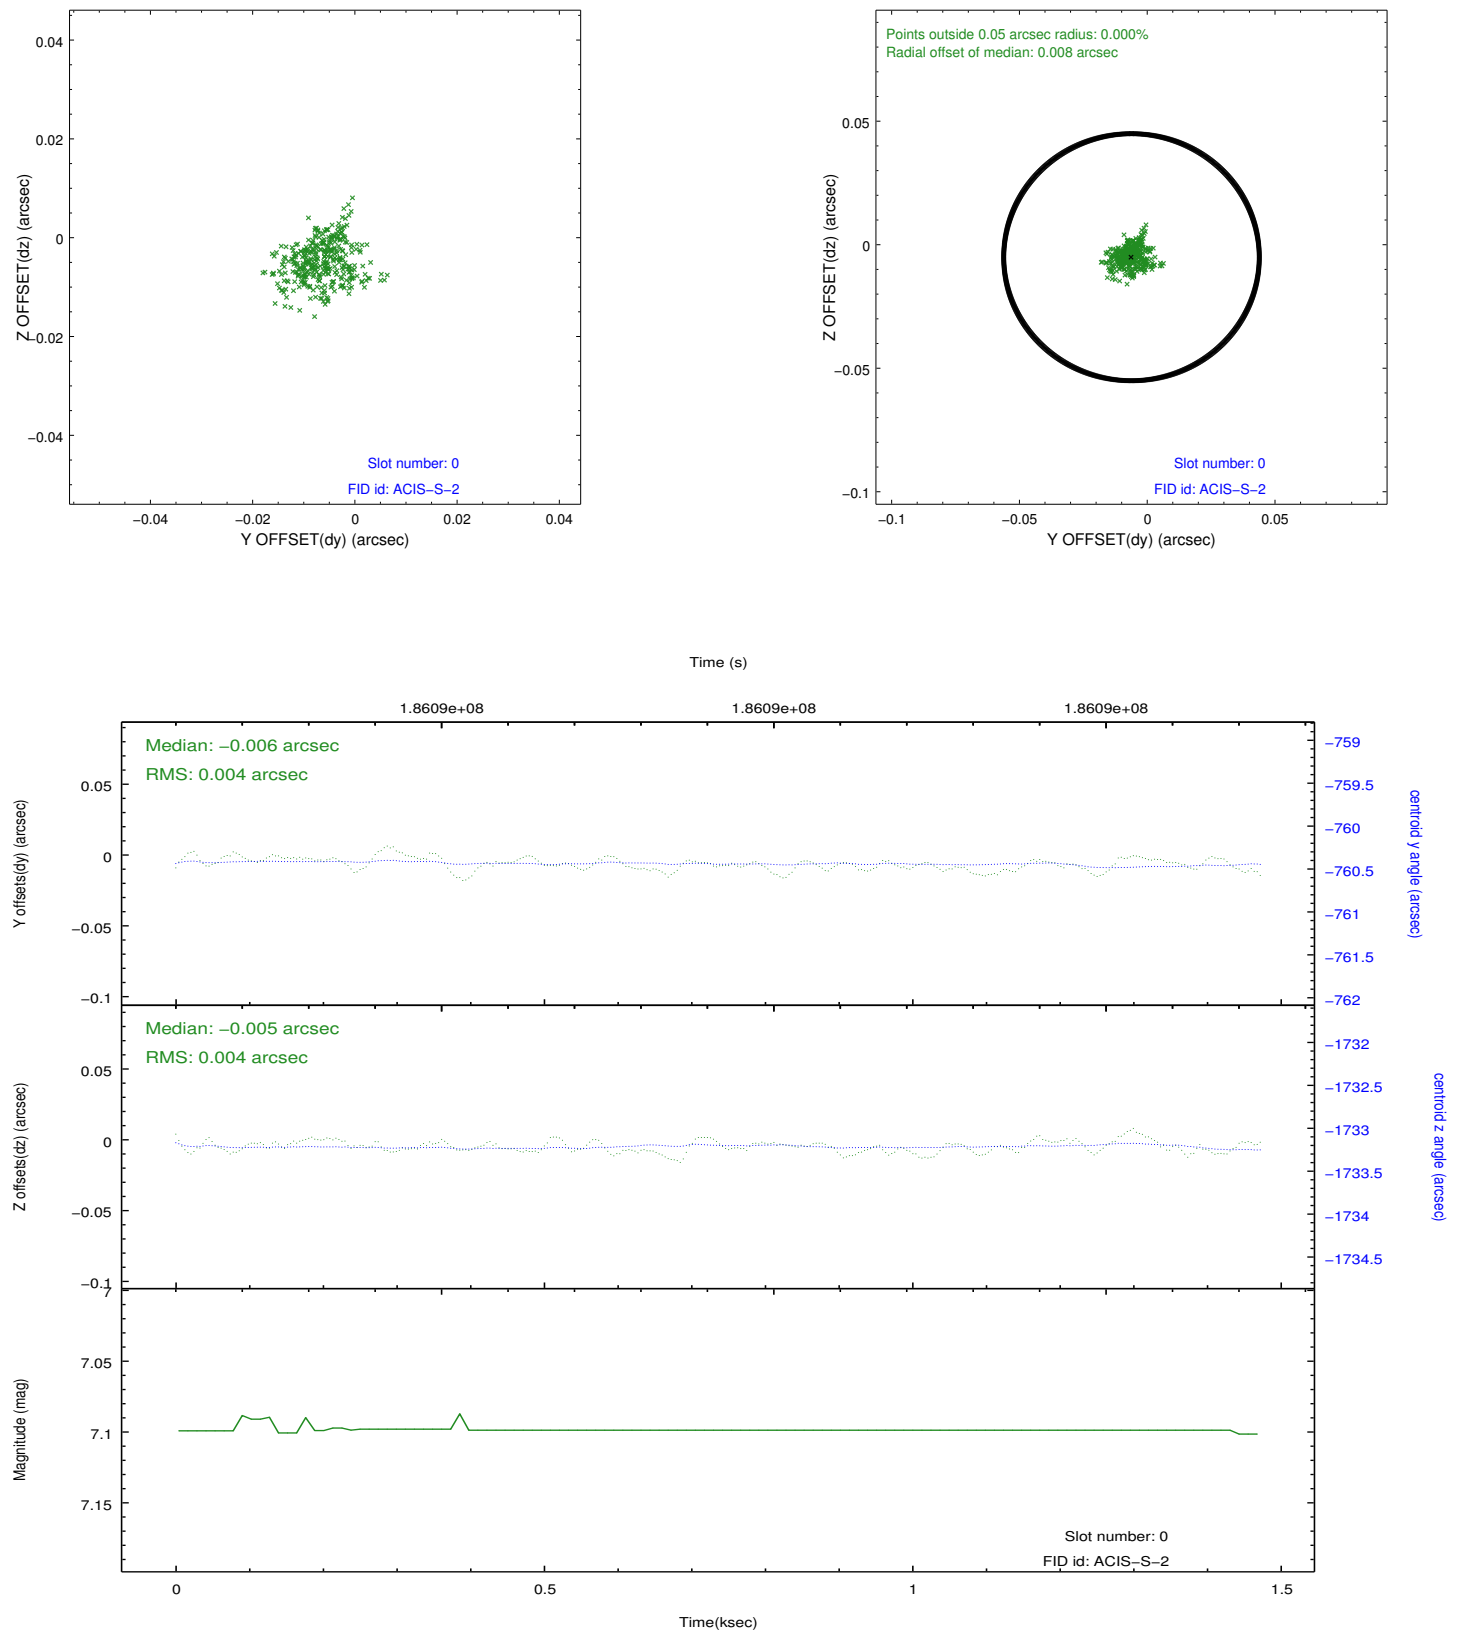 0.04
0.02
0
−0.02
−0.04
Z OFFSET(dz) (arcsec)
Slot number: 0
FID id: ACIS−S−2
−0.04
−0.02
0
0.02
0.04
Y OFFSET(dy) (arcsec)
Points outside 0.05 arcsec radius: 0.000%
Radial offset of median: 0.008 arcsec
0.05
0
−0.05
−0.1
Z OFFSET(dz) (arcsec)
Slot number: 0
FID id: ACIS−S−2
−0.1
−0.05
0
0.05
Y OFFSET(dy) (arcsec)
Time (s)
1.8609e+08
1.8609e+08
1.8609e+08
Median: −0.006 arcsec
RMS: 0.004 arcsec
0.05
0
−0.05
−0.1
Y offsets(dy) (arcsec)
−759
−759.5
−760
−760.5
−761
−761.5
−762
centroid y angle (arcsec)
Median: −0.005 arcsec
RMS: 0.004 arcsec
0.05
0
−0.05
−0.1
Z offsets(dz) (arcsec)
−1732
−1732.5
−1733
−1733.5
−1734
−1734.5
centroid z angle (arcsec)
7
7.05
7.1
7.15
Magnitude (mag)
Slot number: 0
FID id: ACIS−S−2
0
0.5
1
1.5
Time(ksec)